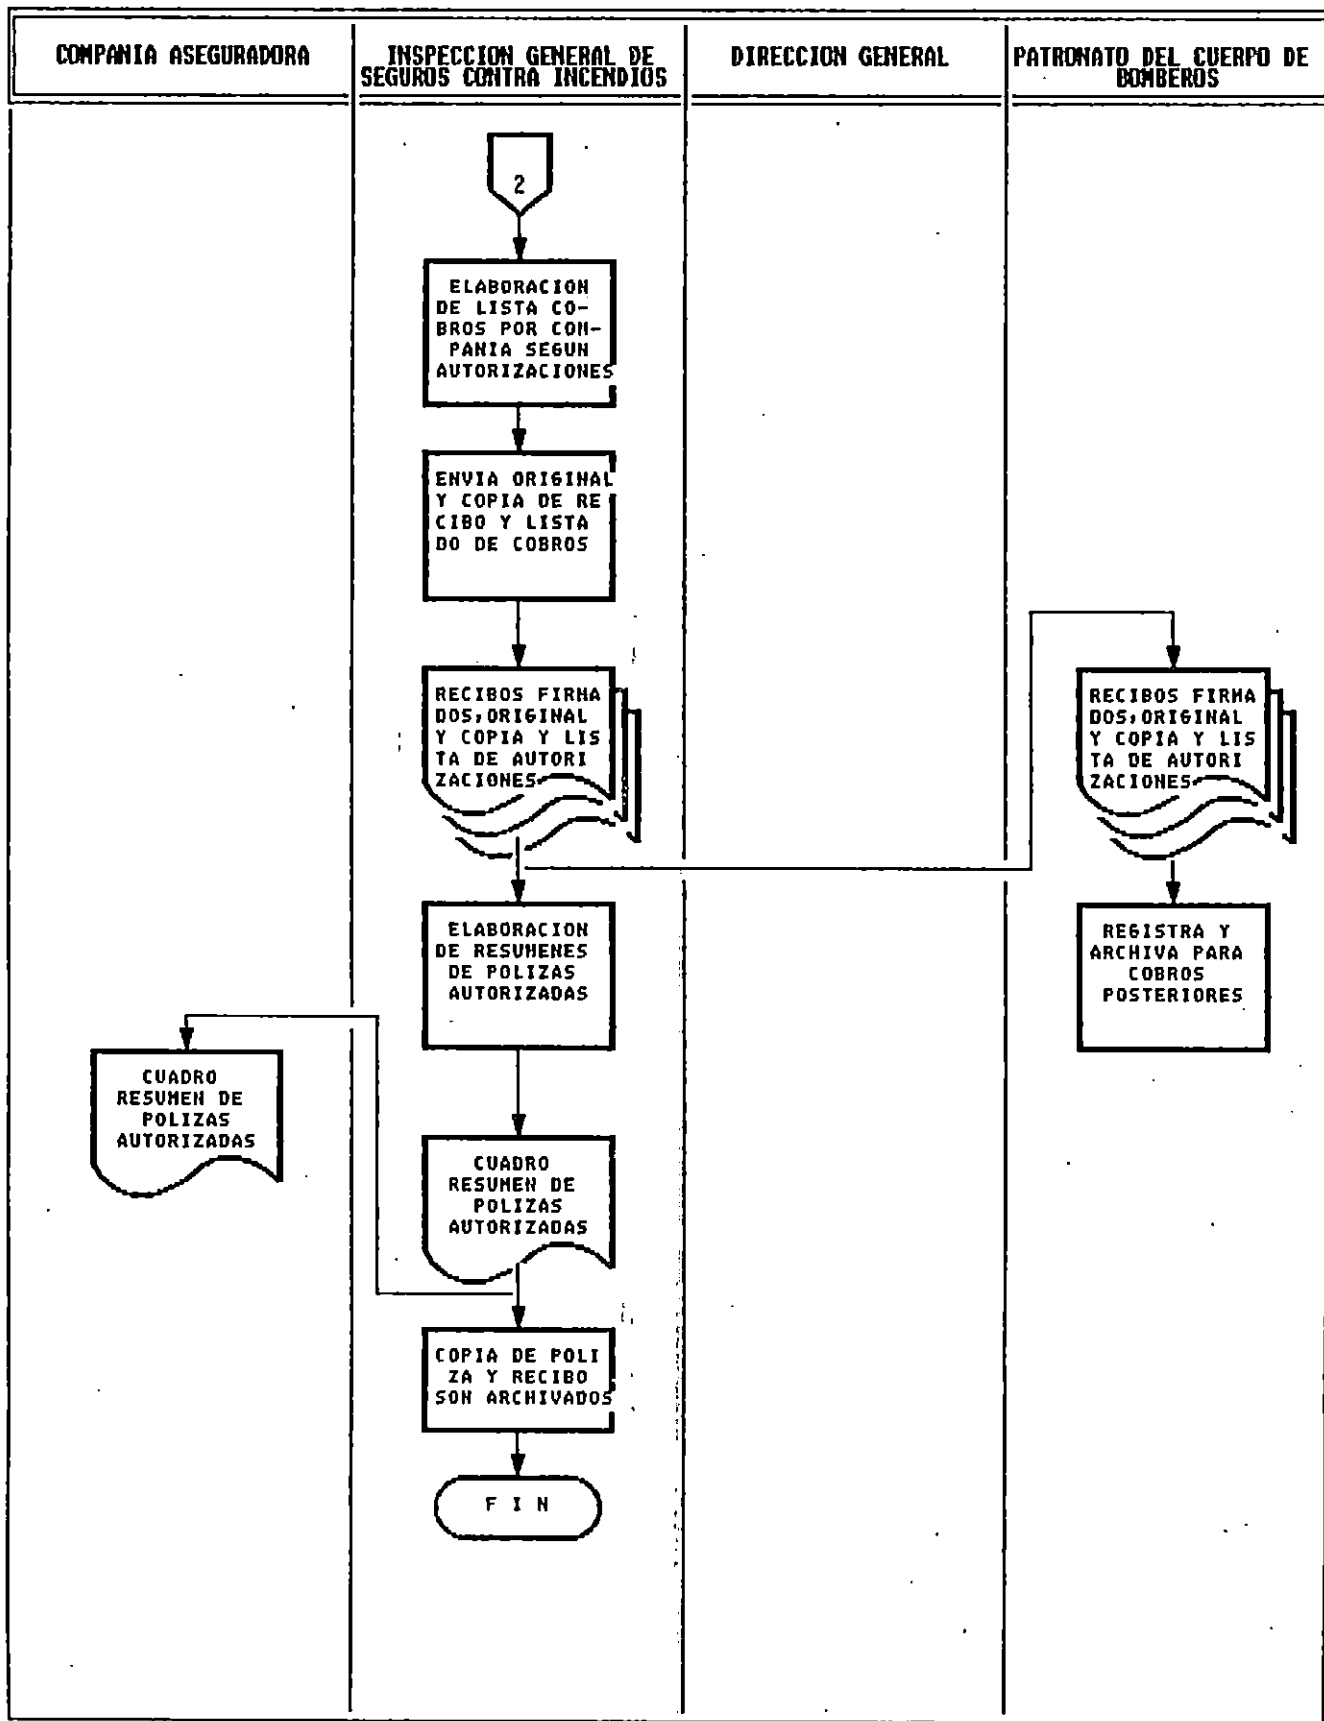 COMPANIA ASEGURADORA
INSPECCION GENERAL DE
SEGUROS CONTRA INCENDIOS
DIRECCION GENERAL
PATRONATO DEL CUERPO DE
BOMBEROS
2
ELABORACION
DE LISTA CO-
BROS POR COM-
PANIA SEGUN
AUTORIZACIONES
ENVIA ORIGINAL
Y COPIA DE RE
CIBO Y LISTA
DO DE COBROS
RECIBOS FIRMA
DOS,ORIGINAL
Y COPIA Y LIS
TA DE AUTORI
ZACIONES
RECIBOS FIRMA
DOS,ORIGINAL
Y COPIA Y LIS
TA DE AUTORI
ZACIONES
ELABORACION
DE RESUMENES
DE POLIZAS
AUTORIZADAS
REGISTRA Y
ARCHIVA PARA
COBROS
POSTERIORES
CUADRO
RESUMEN DE
POLIZAS
AUTORIZADAS
CUADRO
RESUMEN DE
POLIZAS
AUTORIZADAS
COPIA DE POLI
ZA Y RECIBO
SON ARCHIVADOS
F I N